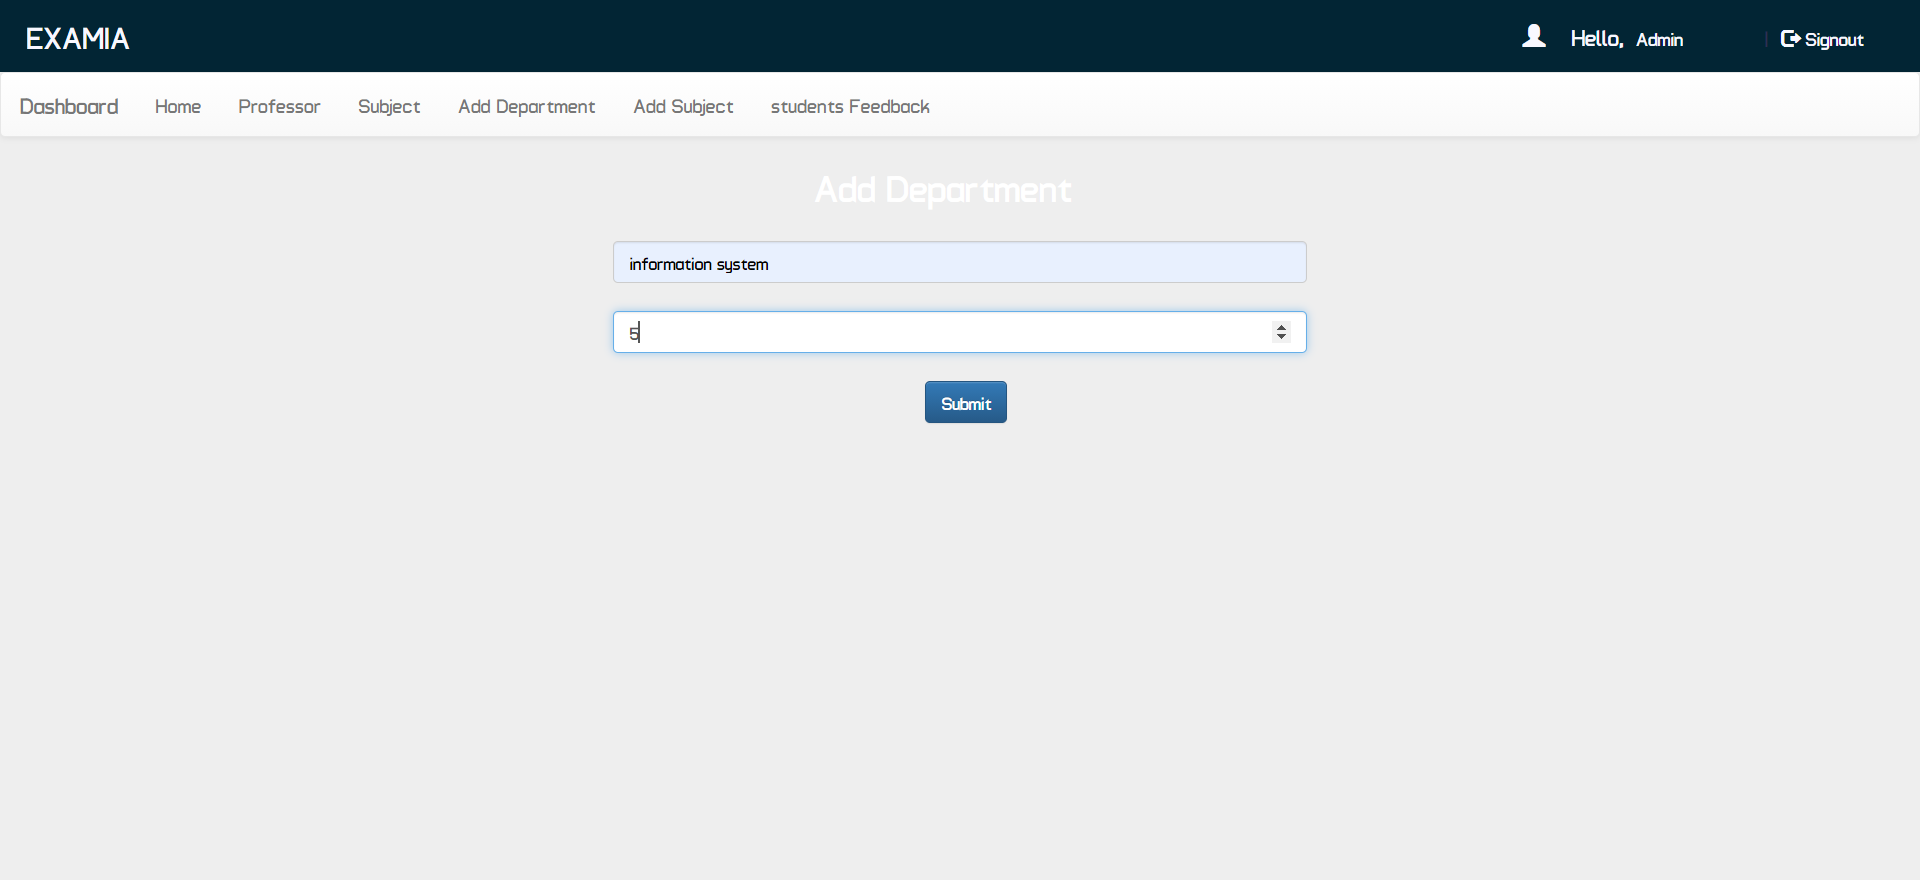 EXAMIA
Hello, Admin | Signout
Dashboard Home Professor Subject Add Department Add Subject students Feedback
Add Department
information system
5
Submit